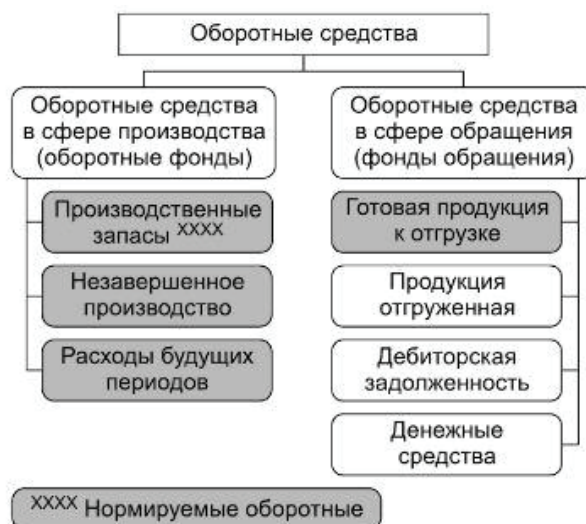 Оборотные средства
Оборотные средства
в сфере производства
(оборотные фонды)
Производственные
запасы XXXX
Незавершенное
производство
Расходы будущих
периодов
Оборотные средства
в сфере обращения
(фонды обращения)
Готовая продукция
к отгрузке
Продукция
отгруженная
Дебиторская
задолженность
Денежные
средства
XXXX Нормируемые оборотные